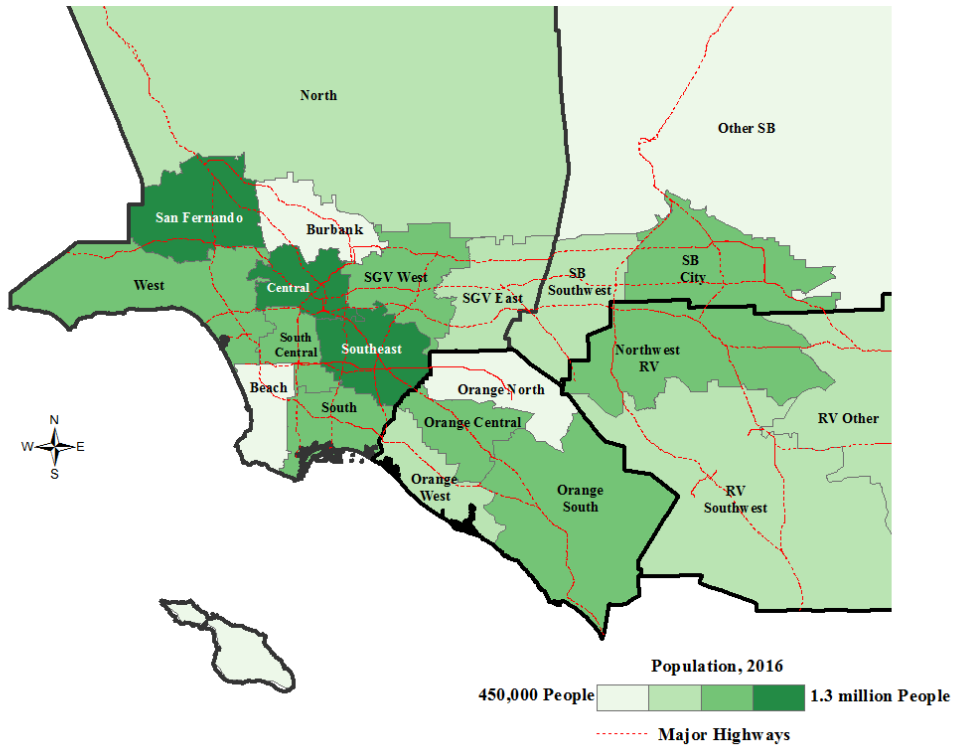 North
Other SB
San Fernando
Burbank
West
Central
SGV West
SGV East
SB
Southwest
SB
City
South
Central
Southeast
Northwest
RV
Beach
Orange North
South
Orange Central
RV Other
N
W
E
S
Orange
West
Orange
South
RV
Southwest
Population, 2016
450,000 People
1.3 million People
Major Highways